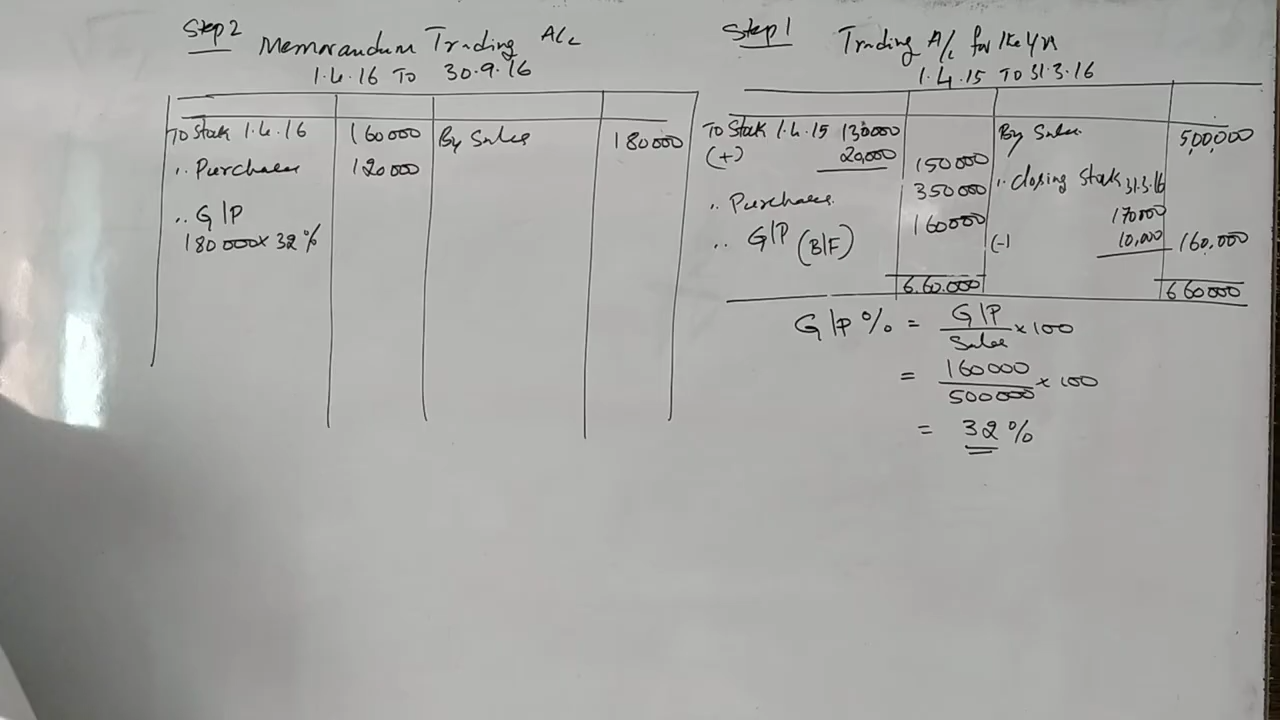 Step 2
Memorandum Trading A/c
1.4.16 TO 30.9.16
To Stock 1.4.16 160000 By Sales 180000
,, Purchases 120000
,, G/P
180000 x 32%
Step 1
Trading A/c for the yr
1.4.15 TO 31.3.16
To Stock 1.4.15 130000 By Sales 500,000
(+) 20,000 150000
,, closing Stock 31.3.16
,, Purchases. 350000
170000
,, G/P (B/F) 160000
(-) 10,000 160,000
6.60.000 660000
G/P % = G/P / Sales x 100
= 160000 / 500000 x 100
= 32 %